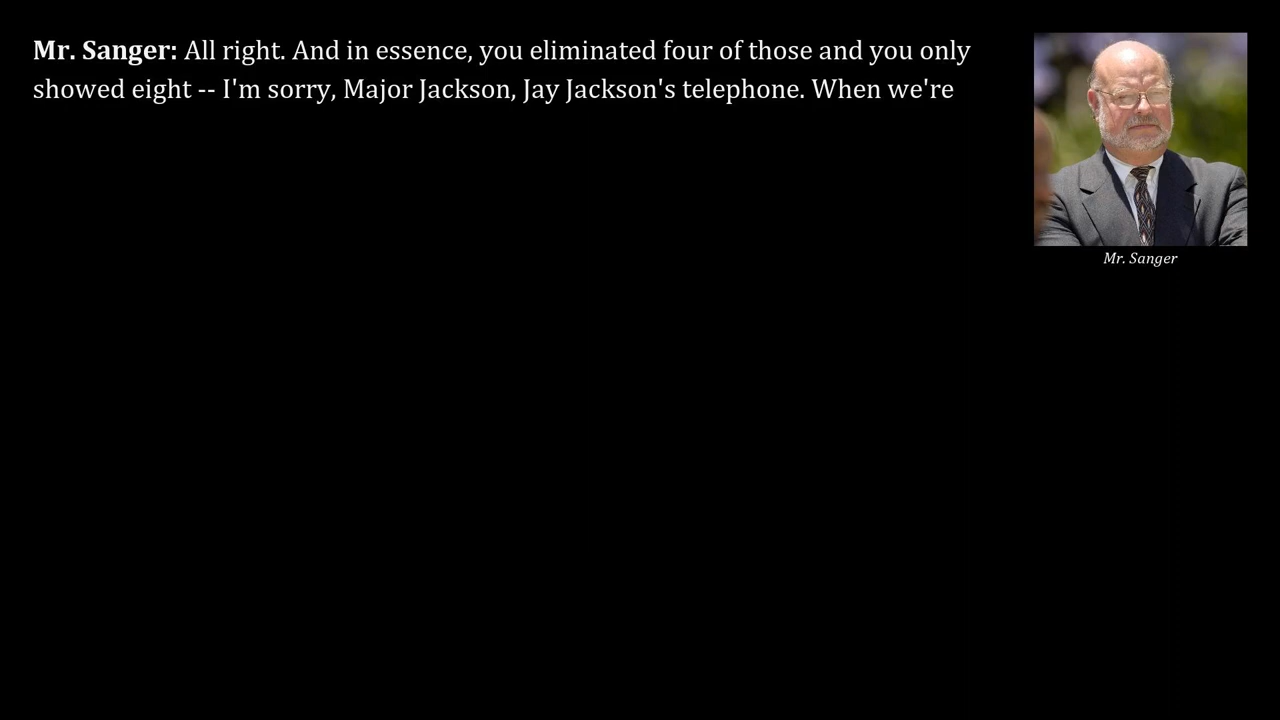 Mr. Sanger: All right. And in essence, you eliminated four of those and you only
showed eight -- I'm sorry, Major Jackson, Jay Jackson's telephone. When we're
Mr. Sanger